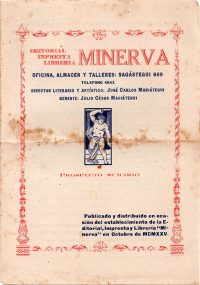 EDITORIAL
IMPRENTA
LIBRERIA
MINERVA
OFICINA, ALMACEN Y TALLERES: SAGÁSTEGUI 669
TELEFONO 4942
DIRECTOR LITERARIO Y ARTÍSTICO: JOSÉ CARLOS MARIÁTEGUI
GERENTE: JULIO CÉSAR MARIÁTEGUI
PROSPECTO SUMARIO
Publicado y distribuido en oca-
sión del establecimiento de la E-
ditorial, Imprenta y Librería "Mi-
nerva" en Octubre de MCMXXV.